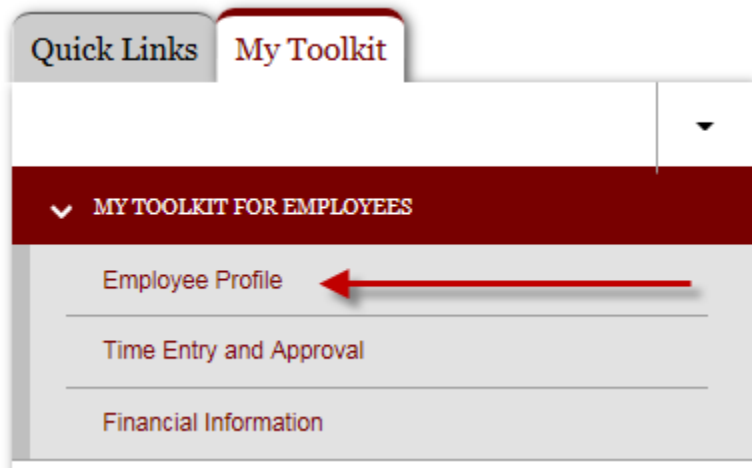 Quick Links My Toolkit
MY TOOLKIT FOR EMPLOYEES
Employee Profile
Time Entry and Approval
Financial Information